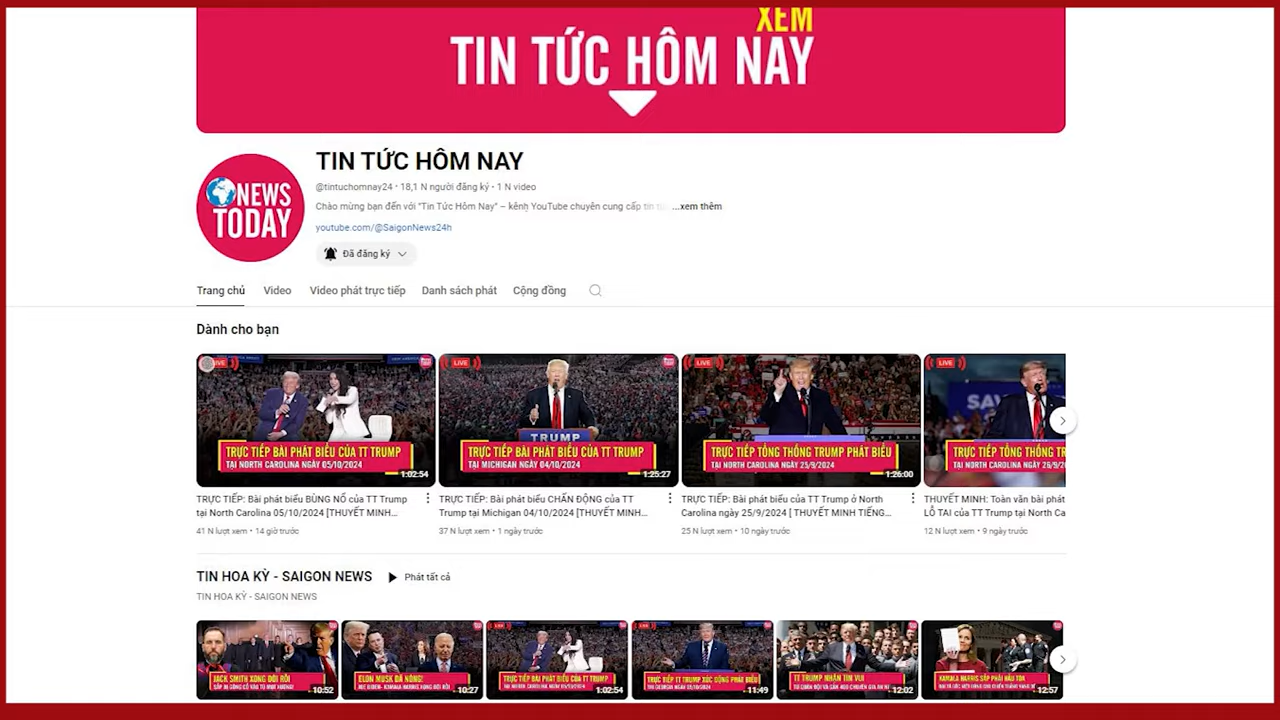 XEM
TIN TỨC HÔM NAY
NEWS
TODAY
TIN TỨC HÔM NAY
@tintuchomnay24 • 18,1 N người đăng ký • 1 N video
Chào mừng bạn đến với "Tin Tức Hôm Nay" – kênh YouTube chuyên cung cấp tin ...xem thêm
youtube.com/@SaigonNews24h
Đã đăng ký
Trang chủ Video Video phát trực tiếp Danh sách phát Cộng đồng
Dành cho bạn
LIVE
TRỰC TIẾP BÀI PHÁT BIỂU CỦA TT TRUMP
TẠI NORTH CAROLINA NGÀY 05/10/2024
1:02:54
TRỰC TIẾP: Bài phát biểu BÙNG NỔ của TT Trump
tại North Carolina 05/10/2024 [THUYẾT MINH...
41 N lượt xem • 14 giờ trước
LIVE
TRUMP
TRỰC TIẾP BÀI PHÁT BIỂU CỦA TT TRUMP
TẠI MICHIGAN NGÀY 04/10/2024
1:25:27
TRỰC TIẾP: Bài phát biểu CHẤN ĐỘNG của TT
Trump tại Michigan 04/10/2024 [THUYẾT MINH...
37 N lượt xem • 1 ngày trước
LIVE
TRỰC TIẾP TỔNG THỐNG TRUMP PHÁT BIỂU
TẠI NORTH CAROLINA NGÀY 25/9/2024
1:26:00
TRỰC TIẾP: Bài phát biểu của TT Trump ở North
Carolina ngày 25/9/2024 [ THUYẾT MINH TIẾNG...
25 N lượt xem • 10 ngày trước
LIVE
TRỰC TIẾP TỔNG THỐNG TR
TẠI NORTH CAROLINA NGÀY 26/9/
THUYẾT MINH: Toàn văn bài phát
LỖ TAI của TT Trump tại North Ca
12 N lượt xem • 9 ngày trước
TIN HOA KỲ - SAIGON NEWS Phát tất cả
TIN HOA KỲ - SAIGON NEWS
JACK SMITH XONG ĐỜI RỒI
10:52
ELON MUSK ĐÃ NÓNG!
10:27
TRỰC TIẾP BÀI PHÁT BIỂU CỦA TT TRUMP
1:02:54
TRỰC TIẾP TT TRUMP XÚC ĐỘNG PHÁT BIỂU
11:49
TT TRUMP NHẬN TIN VUI
12:02
KAMALA HARRIS SẮP PHẢI HẦU TÒA
12:57